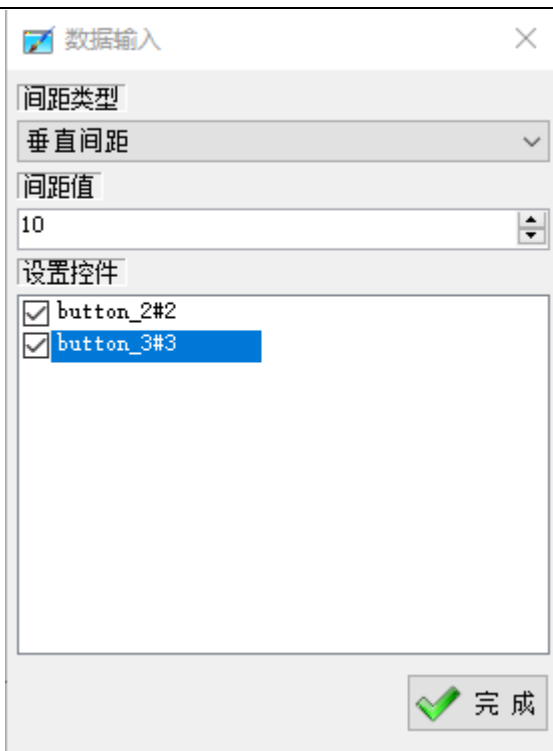 数据输入
间距类型
垂直间距
间距值
10
设置控件
button_2#2
button_3#3
完成